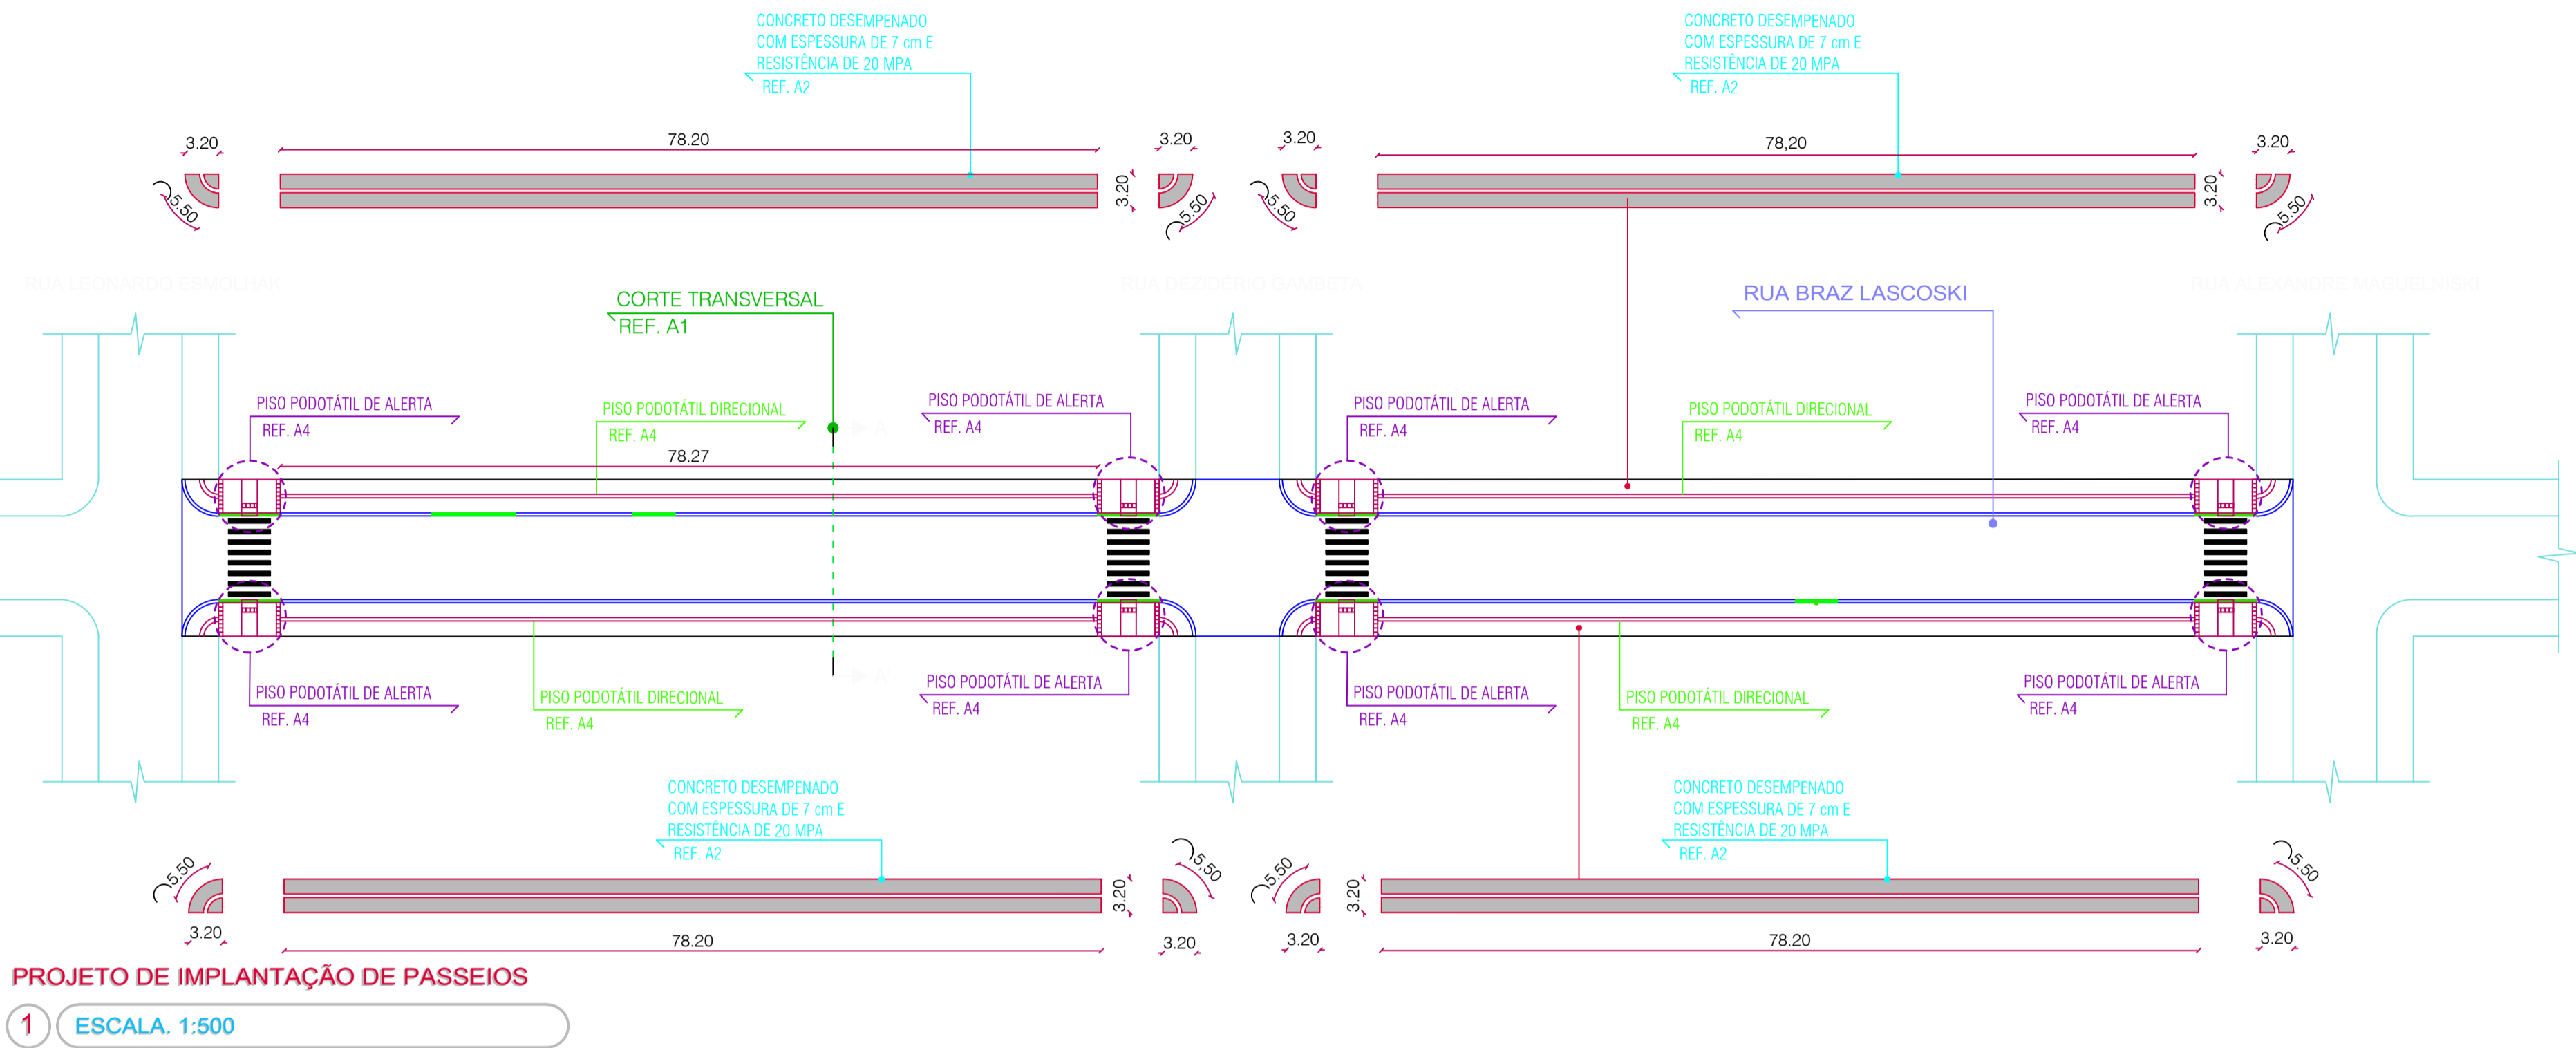 CONCRETO DESEMPENADO
COM ESPESSURA DE 7 cm E
RESISTÊNCIA DE 20 MPA
REF. A2
CONCRETO DESEMPENADO
COM ESPESSURA DE 7 cm E
RESISTÊNCIA DE 20 MPA
REF. A2
3.20
78.20
3.20
3.20
78,20
3.20
3.20
3.20
5.50
5.50
5.50
5.50
RUA LEONARDO ESMOLHAK
RUA DEZIDÉRIO GAMBETA
RUA ALEXANDRE MAGUELNISKI
CORTE TRANSVERSAL
REF. A1
RUA BRAZ LASCOSKI
PISO PODOTÁTIL DE ALERTA
REF. A4
PISO PODOTÁTIL DIRECIONAL
REF. A4
PISO PODOTÁTIL DE ALERTA
REF. A4
PISO PODOTÁTIL DE ALERTA
REF. A4
PISO PODOTÁTIL DIRECIONAL
REF. A4
PISO PODOTÁTIL DE ALERTA
REF. A4
A
78.27
A
PISO PODOTÁTIL DE ALERTA
REF. A4
PISO PODOTÁTIL DIRECIONAL
REF. A4
PISO PODOTÁTIL DE ALERTA
REF. A4
PISO PODOTÁTIL DE ALERTA
REF. A4
PISO PODOTÁTIL DIRECIONAL
REF. A4
PISO PODOTÁTIL DE ALERTA
REF. A4
CONCRETO DESEMPENADO
COM ESPESSURA DE 7 cm E
RESISTÊNCIA DE 20 MPA
REF. A2
CONCRETO DESEMPENADO
COM ESPESSURA DE 7 cm E
RESISTÊNCIA DE 20 MPA
REF. A2
5.50
5,50
5.50
5.50
3.20
3.20
3.20
78.20
3.20
3.20
78.20
3.20
PROJETO DE IMPLANTAÇÃO DE PASSEIOS
1
ESCALA. 1:500